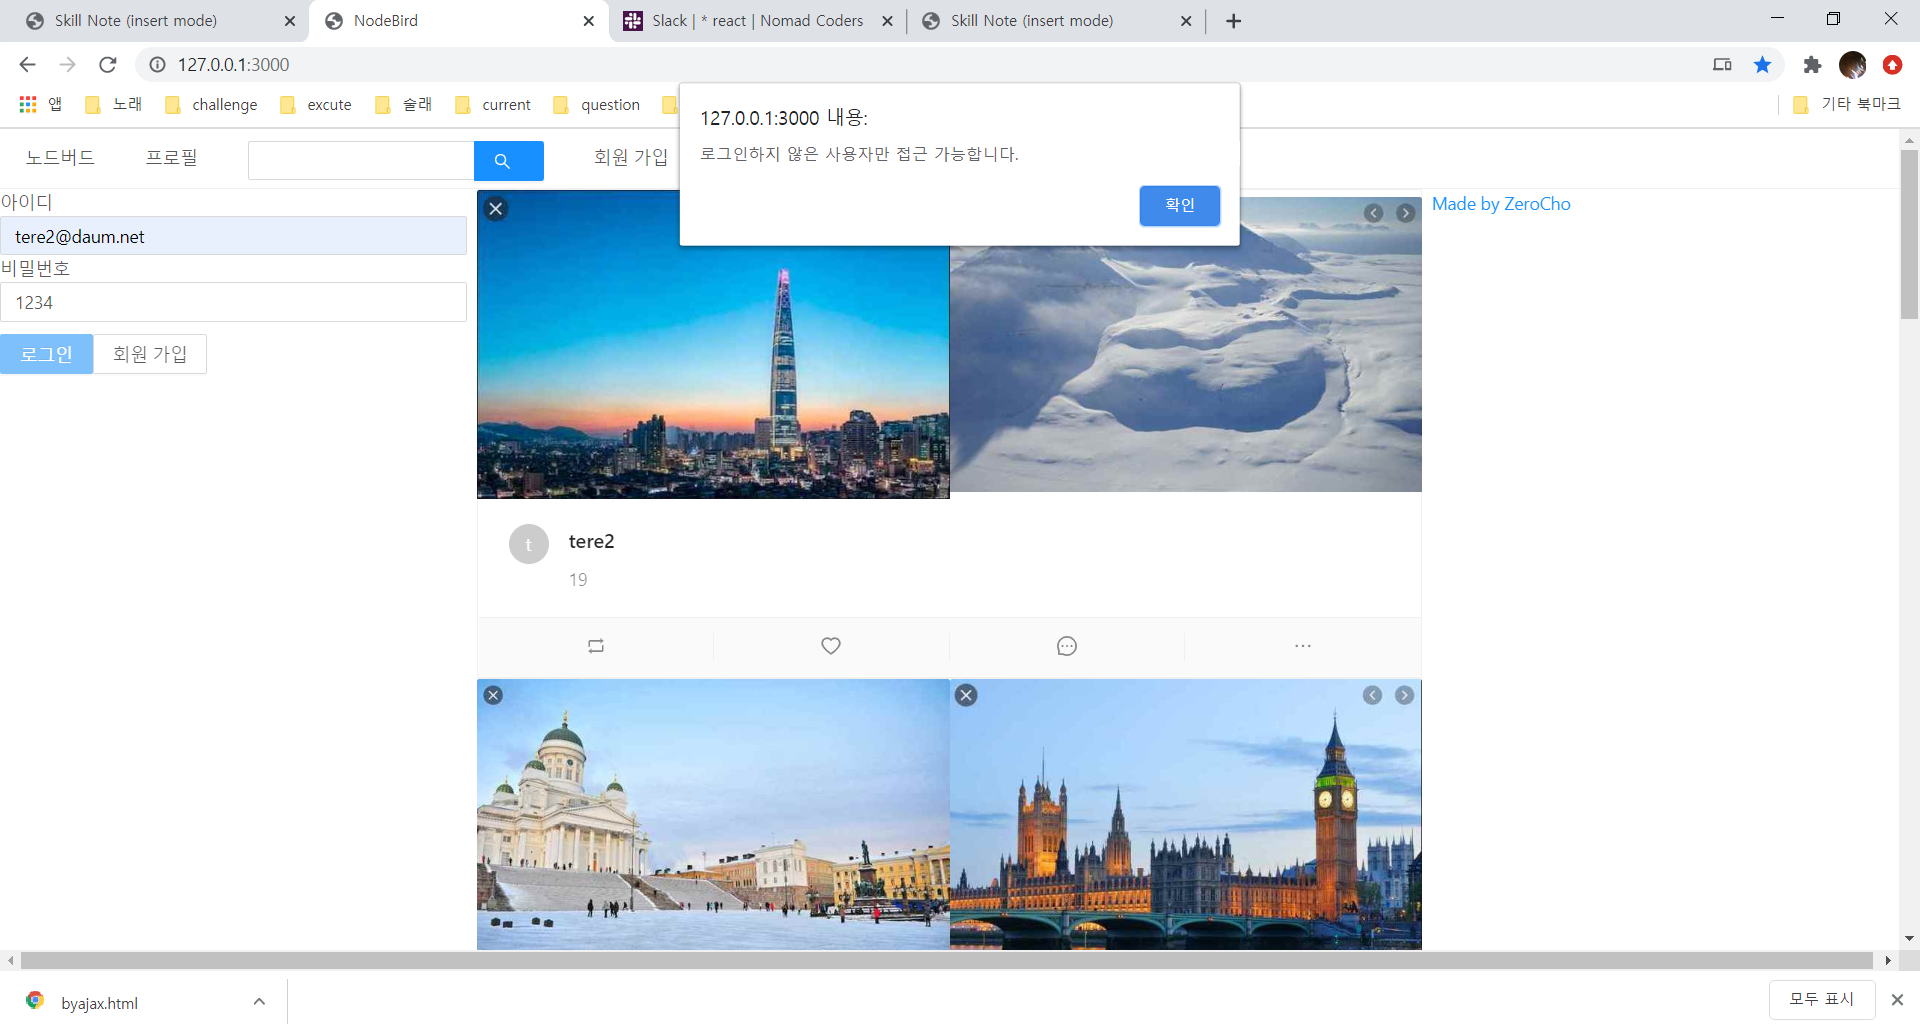 Skill Note (insert mode)
NodeBird
Slack | * react | Nomad Coders
Skill Note (insert mode)
127.0.0.1:3000
앱
노래
challenge
excute
술래
current
question
기타 북마크
127.0.0.1:3000 내용:
로그인하지 않은 사용자만 접근 가능합니다.
확인
노드버드
프로필
회원 가입
아이디
tere2@daum.net
비밀번호
1234
로그인
회원 가입
Made by ZeroCho
t
tere2
19
byajax.html
모두 표시